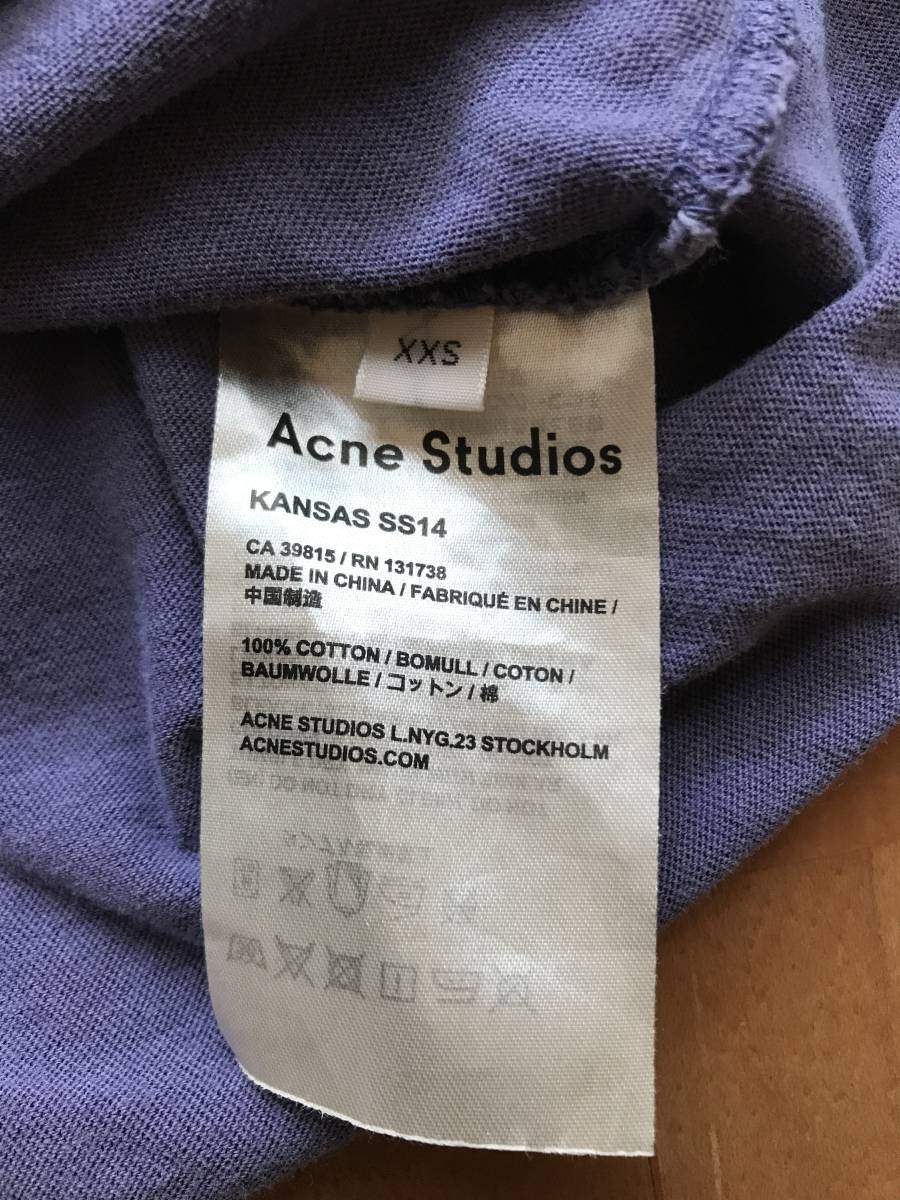 XXS
Acne Studios
KANSAS SS14
CA 39815 / RN 131738
MADE IN CHINA / FABRIQUÉ EN CHINE /
中国制造
100% COTTON / BOMULL / COTON /
BAUMWOLLE / コットン / 棉
ACNE STUDIOS L.NYG.23 STOCKHOLM
ACNESTUDIOS.COM